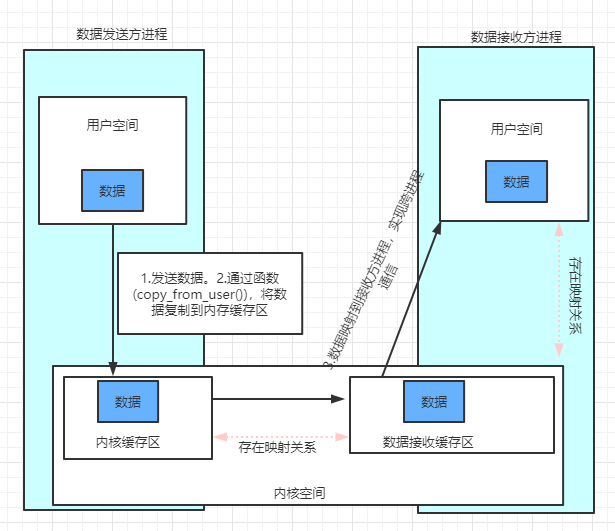 数据发送方进程
数据接收方进程
用户空间
数据
用户空间
数据
1.发送数据。2.通过函数
(copy_from_user()),将数
据复制到内存缓存区
3.数据映射到接收方进程,实现跨进程
通信
存在映射关系
数据
内核缓存区
存在映射关系
数据
数据接收缓存区
内核空间